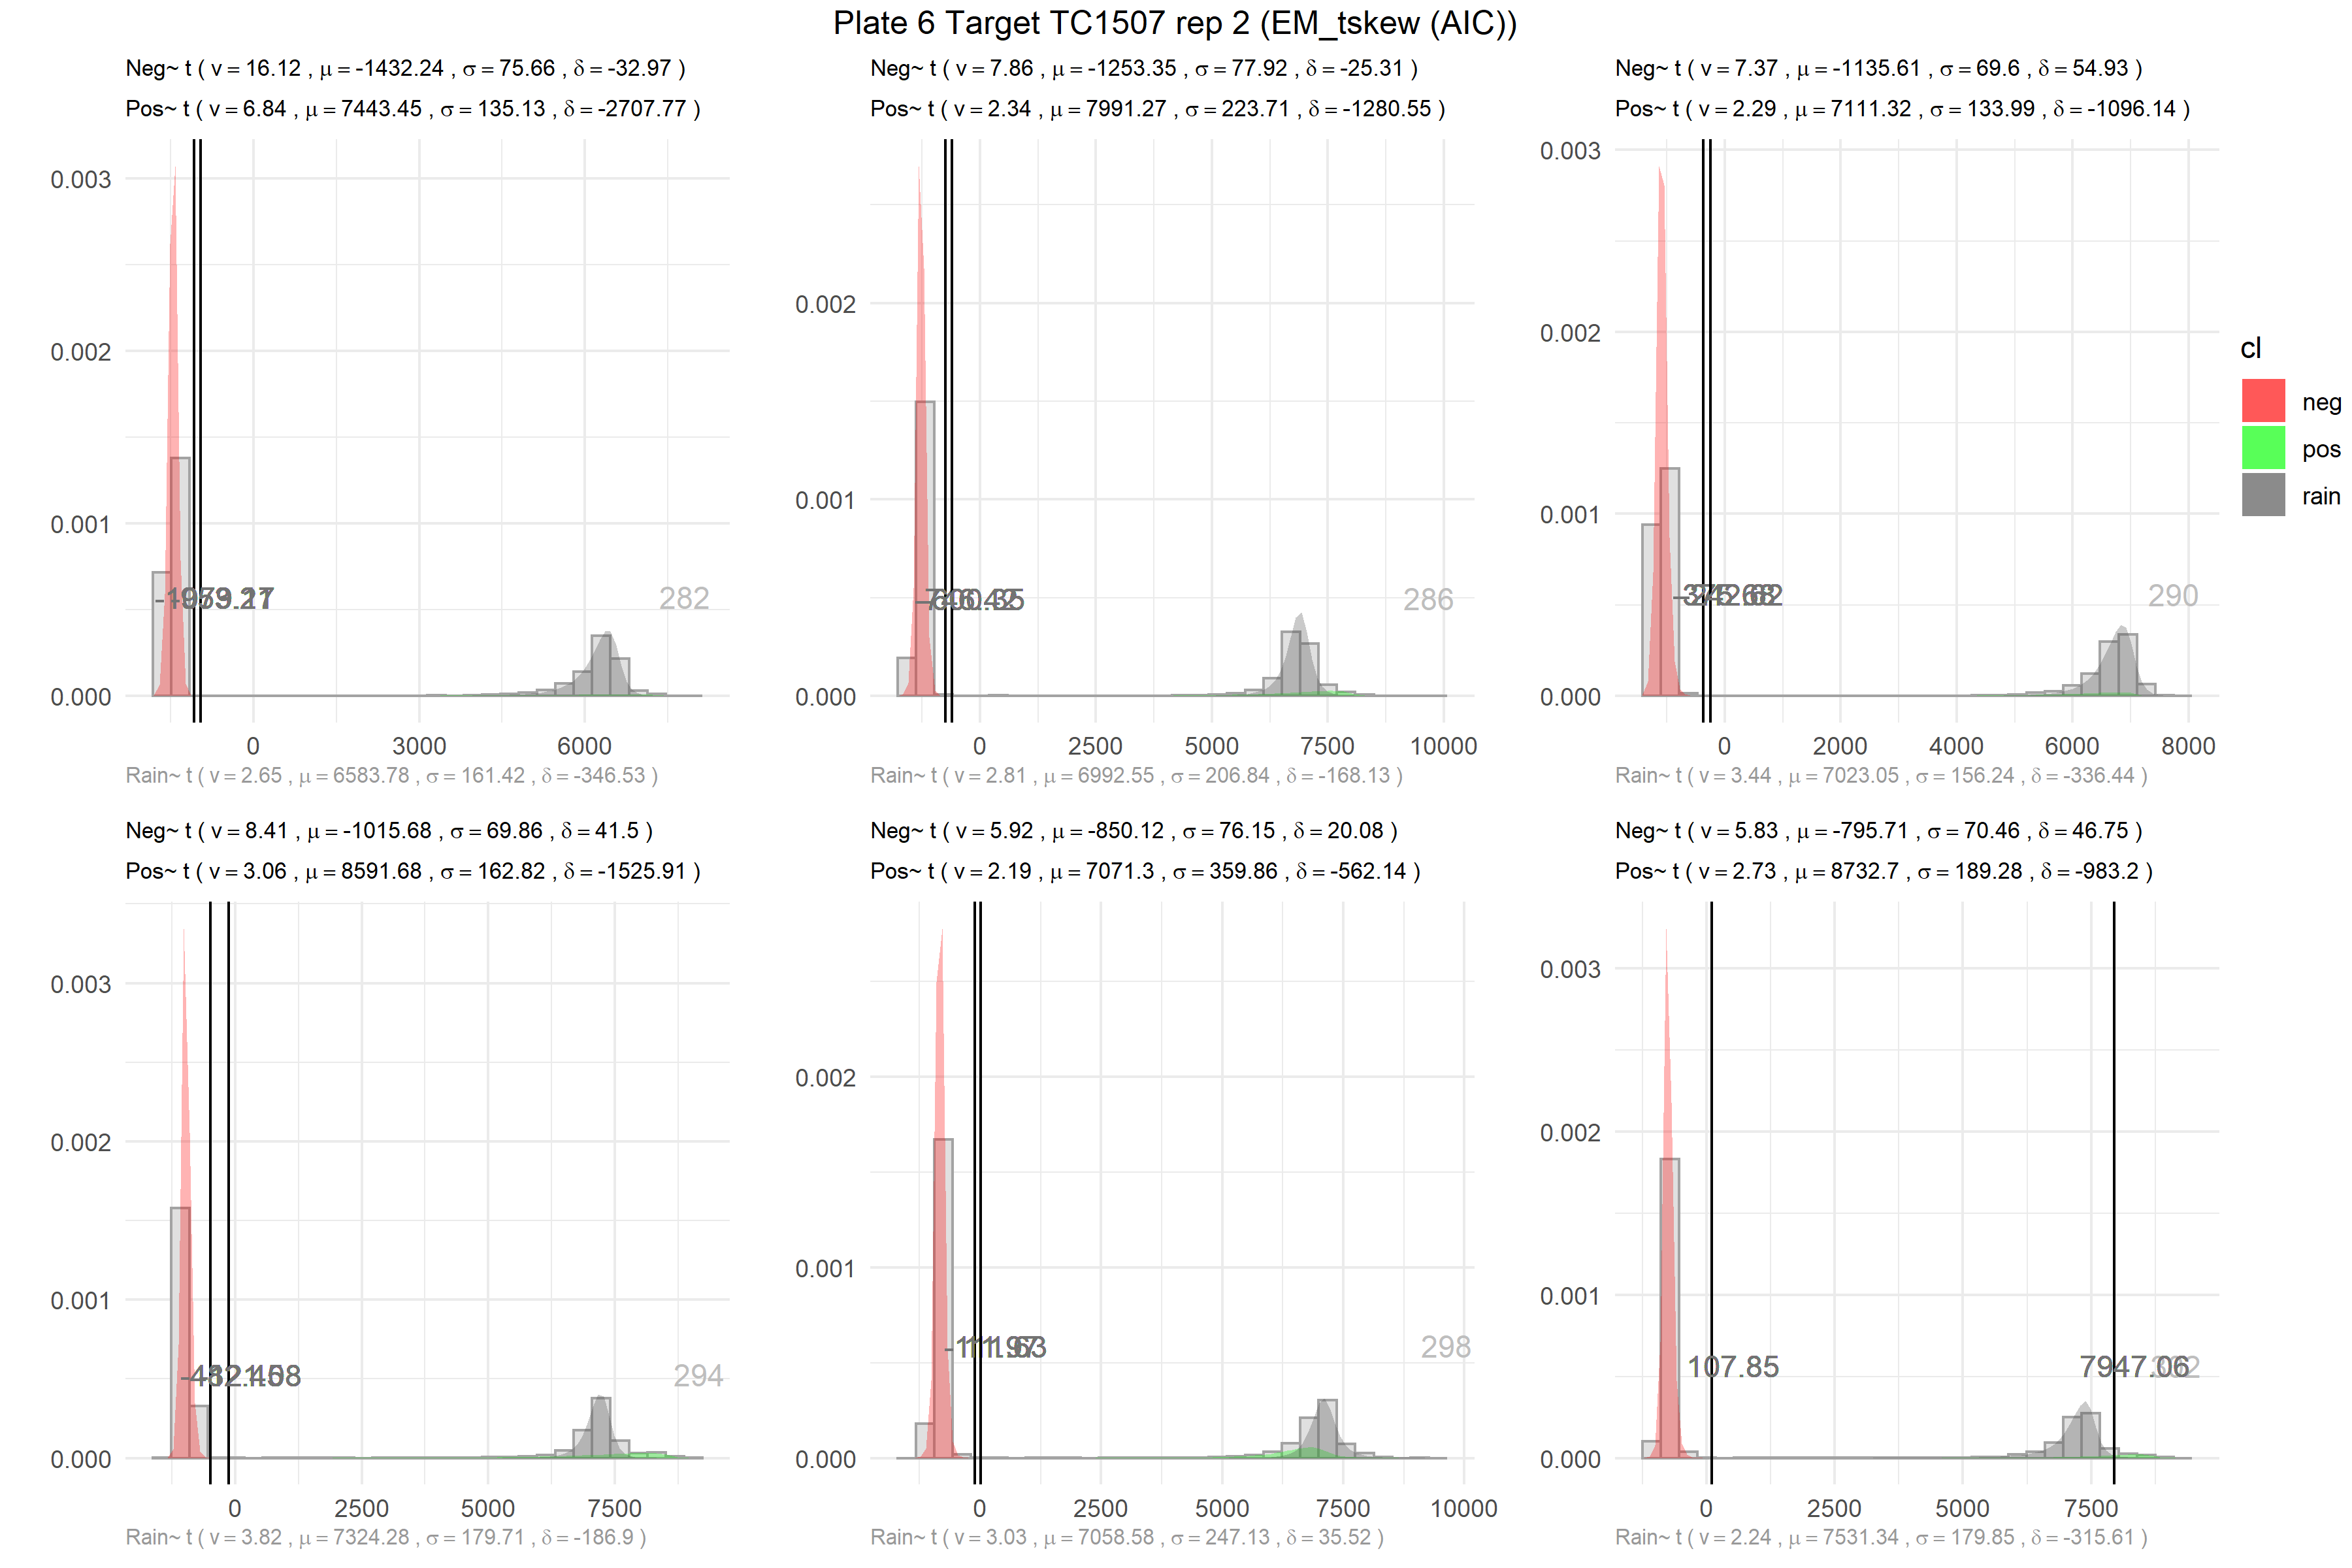 Plate 6 Target TC1507 rep 2 (EM_tskew (AIC))
Neg~ t ( v = 16.12 , μ = -1432.24 , σ = 75.66 , δ = -32.97 )
Pos~ t ( v = 6.84 , μ = 7443.45 , σ = 135.13 , δ = -2707.77 )
0.003
0.002
0.001
0.000
282
0 3000 6000
Rain~ t ( v = 2.65 , μ = 6583.78 , σ = 161.42 , δ = -346.53 )
Neg~ t ( v = 7.86 , μ = -1253.35 , σ = 77.92 , δ = -25.31 )
Pos~ t ( v = 2.34 , μ = 7991.27 , σ = 223.71 , δ = -1280.55 )
0.002
0.001
0.000
286
0 2500 5000 7500 10000
Rain~ t ( v = 2.81 , μ = 6992.55 , σ = 206.84 , δ = -168.13 )
Neg~ t ( v = 7.37 , μ = -1135.61 , σ = 69.6 , δ = 54.93 )
Pos~ t ( v = 2.29 , μ = 7111.32 , σ = 133.99 , δ = -1096.14 )
0.003
0.002
0.001
0.000
290
0 2000 4000 6000 8000
Rain~ t ( v = 3.44 , μ = 7023.05 , σ = 156.24 , δ = -336.44 )
cl
neg
pos
rain
Neg~ t ( v = 8.41 , μ = -1015.68 , σ = 69.86 , δ = 41.5 )
Pos~ t ( v = 3.06 , μ = 8591.68 , σ = 162.82 , δ = -1525.91 )
0.003
0.002
0.001
0.000
294
0 2500 5000 7500
Rain~ t ( v = 3.82 , μ = 7324.28 , σ = 179.71 , δ = -186.9 )
Neg~ t ( v = 5.92 , μ = -850.12 , σ = 76.15 , δ = 20.08 )
Pos~ t ( v = 2.19 , μ = 7071.3 , σ = 359.86 , δ = -562.14 )
0.002
0.001
0.000
298
0 2500 5000 7500 10000
Rain~ t ( v = 3.03 , μ = 7058.58 , σ = 247.13 , δ = 35.52 )
Neg~ t ( v = 5.83 , μ = -795.71 , σ = 70.46 , δ = 46.75 )
Pos~ t ( v = 2.73 , μ = 8732.7 , σ = 189.28 , δ = -983.2 )
0.003
0.002
0.001
0.000
107.85 7947.06 302
0 2500 5000 7500
Rain~ t ( v = 2.24 , μ = 7531.34 , σ = 179.85 , δ = -315.61 )